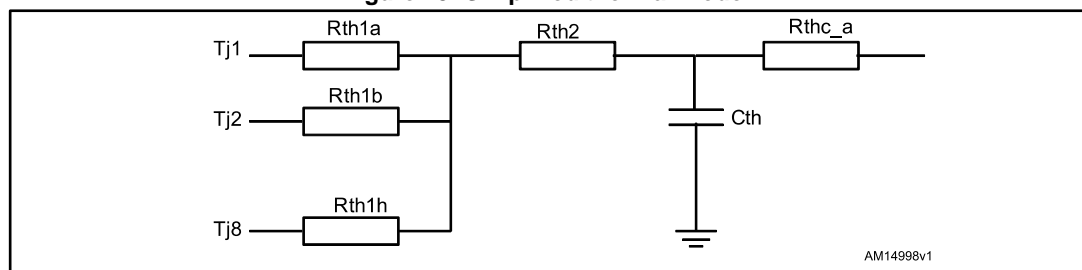 Rth1a
Rth2
Rthc_a
Tj1
Rth1b
Cth
Tj2
Rth1h
Tj8
AM14998v1